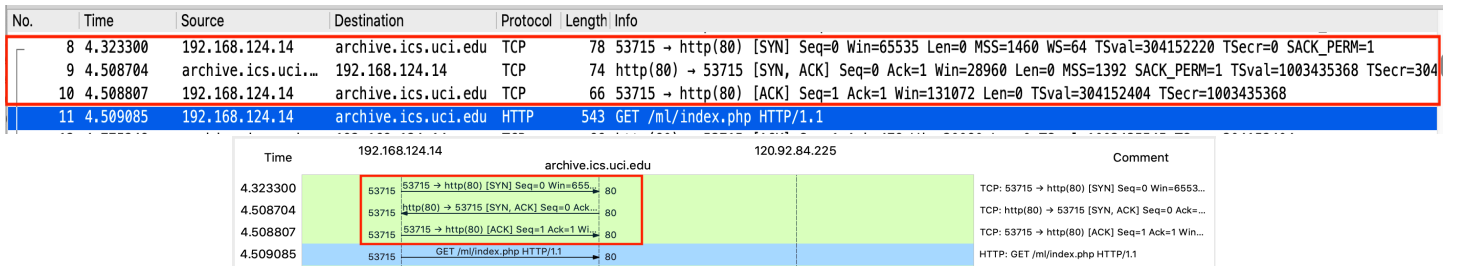 No. Time Source Destination Protocol Length Info
8 4.323300 192.168.124.14 archive.ics.uci.edu TCP 78 53715 → http(80) [SYN] Seq=0 Win=65535 Len=0 MSS=1460 WS=64 TSval=304152220 TSecr=0 SACK_PERM=1
9 4.508704 archive.ics.uci.… 192.168.124.14 TCP 74 http(80) → 53715 [SYN, ACK] Seq=0 Ack=1 Win=28960 Len=0 MSS=1392 SACK_PERM=1 TSval=1003435368 TSecr=304
10 4.508807 192.168.124.14 archive.ics.uci.edu TCP 66 53715 → http(80) [ACK] Seq=1 Ack=1 Win=131072 Len=0 TSval=304152404 TSecr=1003435368
11 4.509085 192.168.124.14 archive.ics.uci.edu HTTP 543 GET /ml/index.php HTTP/1.1
Time 192.168.124.14 archive.ics.uci.edu 120.92.84.225 Comment
4.323300 53715 53715 → http(80) [SYN] Seq=0 Win=655… 80 TCP: 53715 → http(80) [SYN] Seq=0 Win=6553…
4.508704 53715 http(80) → 53715 [SYN, ACK] Seq=0 Ack… 80 TCP: http(80) → 53715 [SYN, ACK] Seq=0 Ack=…
4.508807 53715 53715 → http(80) [ACK] Seq=1 Ack=1 Wi… 80 TCP: 53715 → http(80) [ACK] Seq=1 Ack=1 Win…
4.509085 53715 GET /ml/index.php HTTP/1.1 80 HTTP: GET /ml/index.php HTTP/1.1